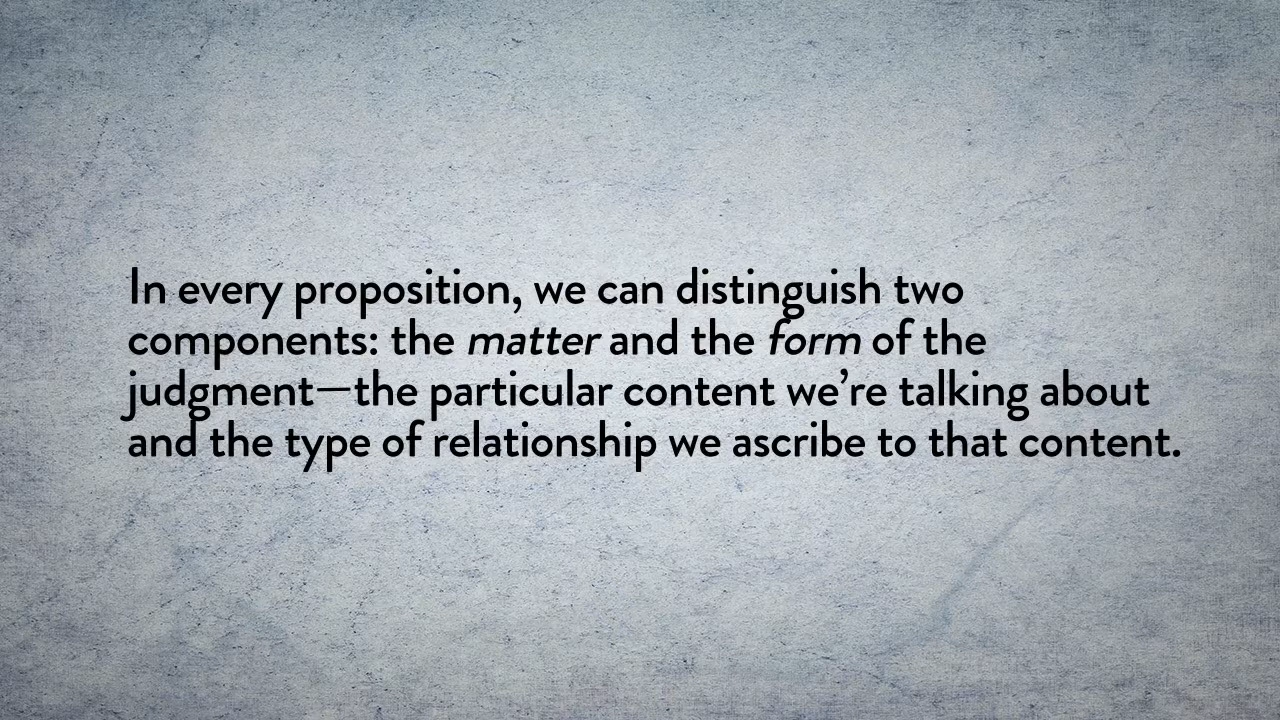 In every proposition, we can distinguish two
components: the matter and the form of the
judgment—the particular content we’re talking about
and the type of relationship we ascribe to that content.